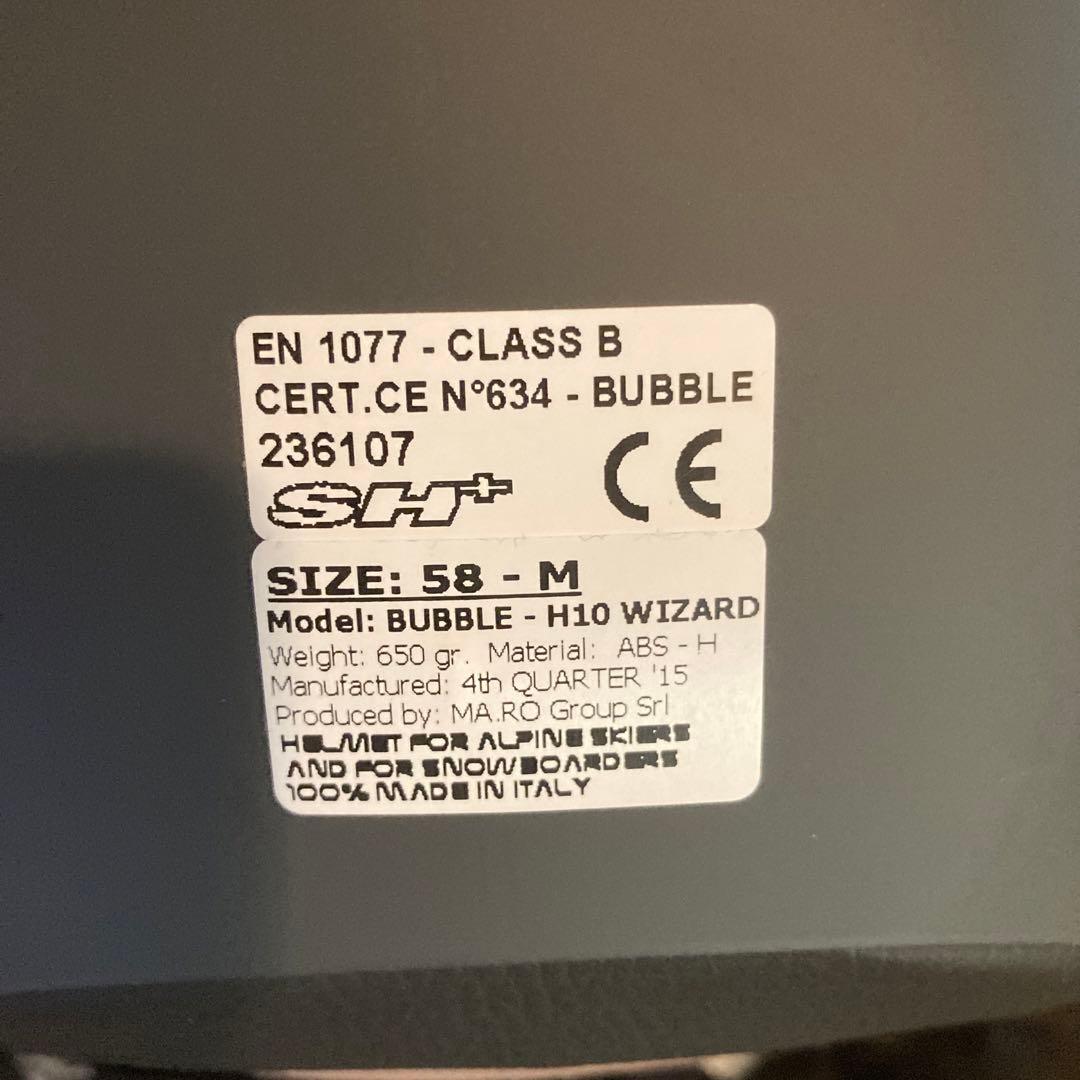 EN 1077 - CLASS B
CERT.CE N°634 - BUBBLE
236107
SH+ CE
SIZE: 58 - M
Model: BUBBLE - H10 WIZARD
Weight: 650 gr. Material: ABS - H
Manufactured: 4th QUARTER '15
Produced by: MA.RO Group Srl
HELMET FOR ALPINE SKIERS
AND FOR SNOWBOARDERS
100% MADE IN ITALY